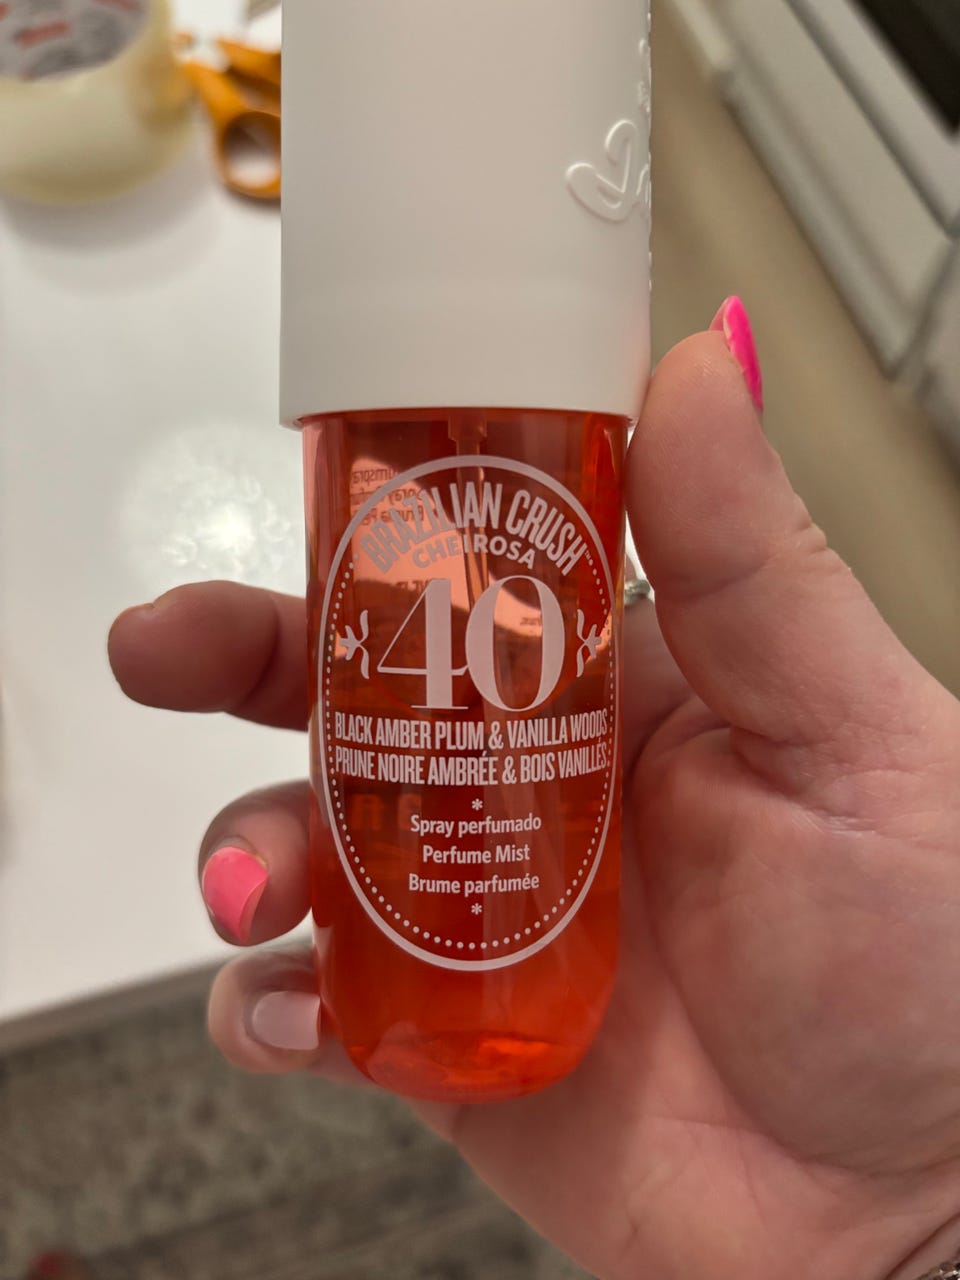 BRAZILIAN CRUSH™
CHEIROSA
40
BLACK AMBER PLUM & VANILLA WOODS
PRUNE NOIRE AMBRÉE & BOIS VANILLÉS
*
Spray perfumado
Perfume Mist
Brume parfumée
*